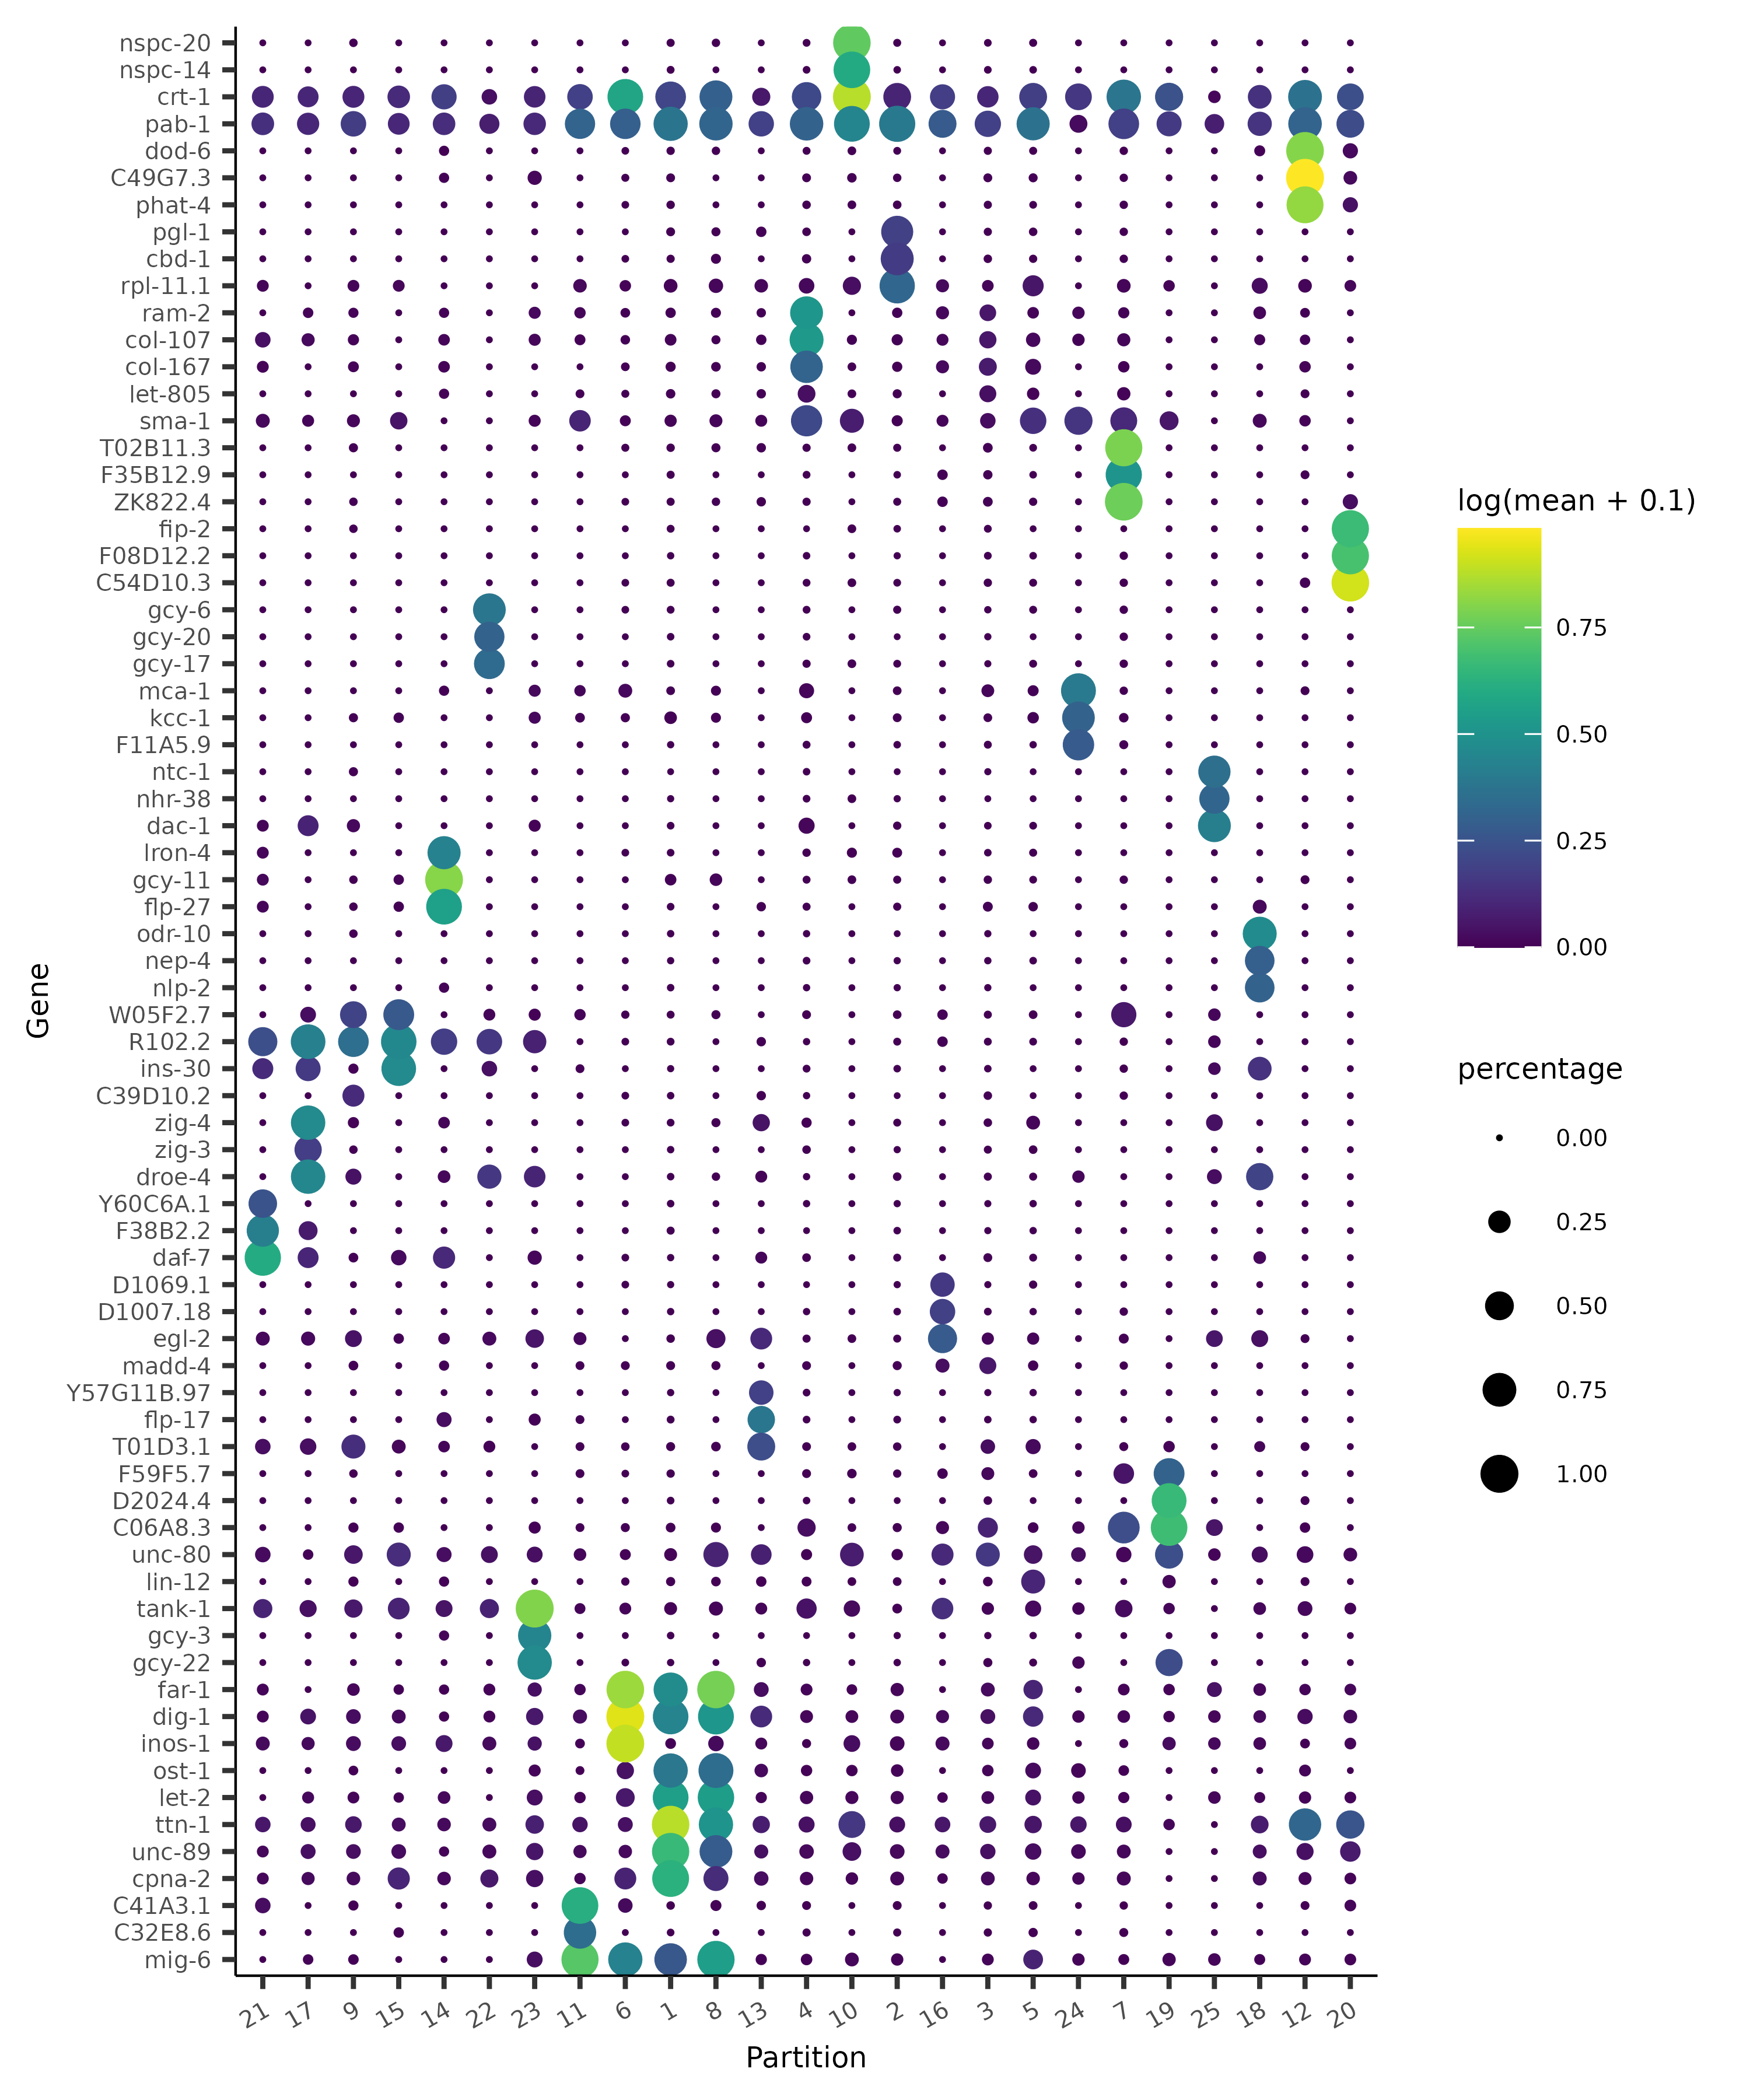 nspc-20
nspc-14
crt-1
pab-1
dod-6
C49G7.3
phat-4
pgl-1
cbd-1
rpl-11.1
ram-2
col-107
col-167
let-805
sma-1
T02B11.3
F35B12.9
ZK822.4
fip-2
F08D12.2
C54D10.3
gcy-6
gcy-20
gcy-17
mca-1
kcc-1
F11A5.9
ntc-1
nhr-38
dac-1
lron-4
gcy-11
flp-27
odr-10
nep-4
nlp-2
W05F2.7
R102.2
ins-30
C39D10.2
zig-4
zig-3
droe-4
Y60C6A.1
F38B2.2
daf-7
D1069.1
D1007.18
egl-2
madd-4
Y57G11B.97
flp-17
T01D3.1
F59F5.7
D2024.4
C06A8.3
unc-80
lin-12
tank-1
gcy-3
gcy-22
far-1
dig-1
inos-1
ost-1
let-2
ttn-1
unc-89
cpna-2
C41A3.1
C32E8.6
mig-6
Gene
21 17 9 15 14 22 23 11 6 1 8 13 4 10 2 16 3 5 24 7 19 25 18 12 20
Partition
log(mean + 0.1)
0.75
0.50
0.25
0.00
percentage
0.00
0.25
0.50
0.75
1.00